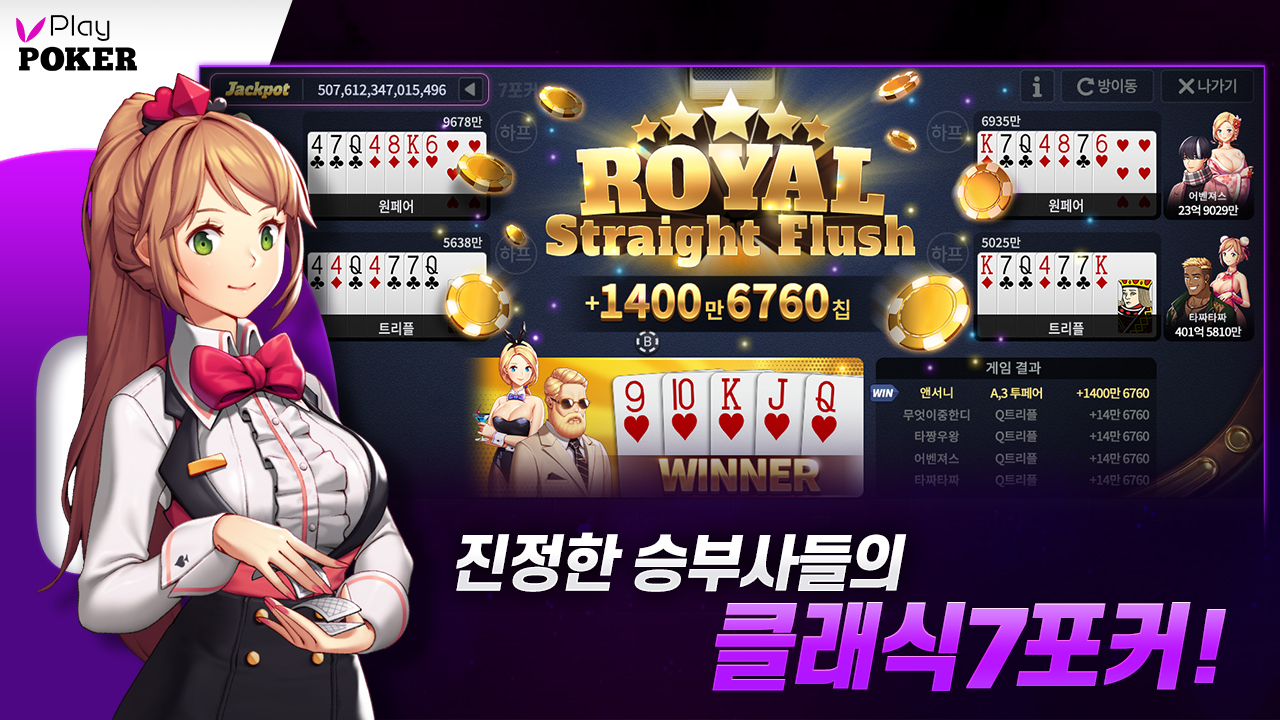 Play
POKER
Jackpot 507,612,347,015,496
7포커
방이동
나가기
9678만
하프
4 7 Q 4 8 K 6
원페어
5638만
하프
4 4 Q 4 7 7 Q
트리플
ROYAL
Straight Flush
+1400만6760칩
B
6935만
하프
K 7 Q 4 8 7 6
원페어
어벤져스
23억 9029만
5025만
하프
K 7 Q 4 7 7 K
트리플
타짜타짜
401억 5810만
9 10 K J Q
WINNER
게임 결과
WIN 앤서니 A,3 투페어 +1400만 6760
무엇이중한디 Q트리플 +14만 6760
타짱우왕 Q트리플 +14만 6760
어벤져스 Q트리플 +14만 6760
타짜타짜 Q트리플 +14만 6760
진정한 승부사들의
클래식7포커!